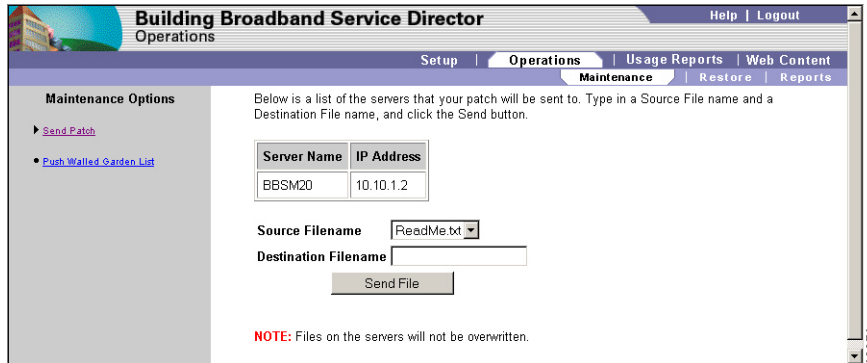 Building Broadband Service Director
Operations
Help | Logout
Setup | Operations | Usage Reports | Web Content
Maintenance | Restore | Reports
Maintenance Options
Send Patch
Push Walled Garden List
Below is a list of the servers that your patch will be sent to. Type in a Source File name and a
Destination File name, and click the Send button.
Server Name IP Address
BBSM20 10.10.1.2
Source Filename ReadMe.txt
Destination Filename
Send File
NOTE: Files on the servers will not be overwritten.